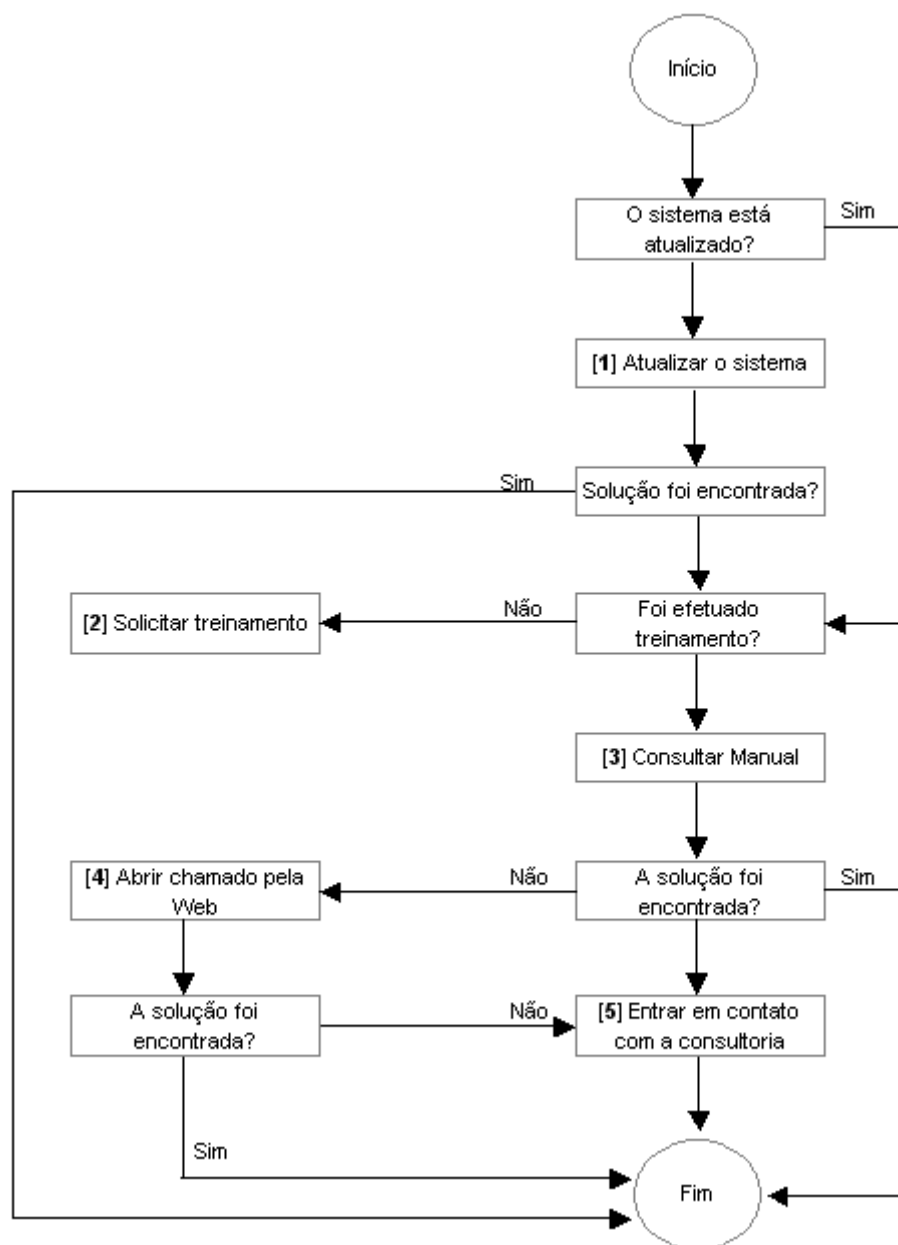 Início
O sistema está
atualizado?
Sim
[1] Atualizar o sistema
Sim
Solução foi encontrada?
[2] Solicitar treinamento
Não
Foi efetuado
treinamento?
[3] Consultar Manual
[4] Abrir chamado pela
Web
Não
A solução foi
encontrada?
Sim
A solução foi
encontrada?
Não
[5] Entrar em contato
com a consultoria
Sim
Fim